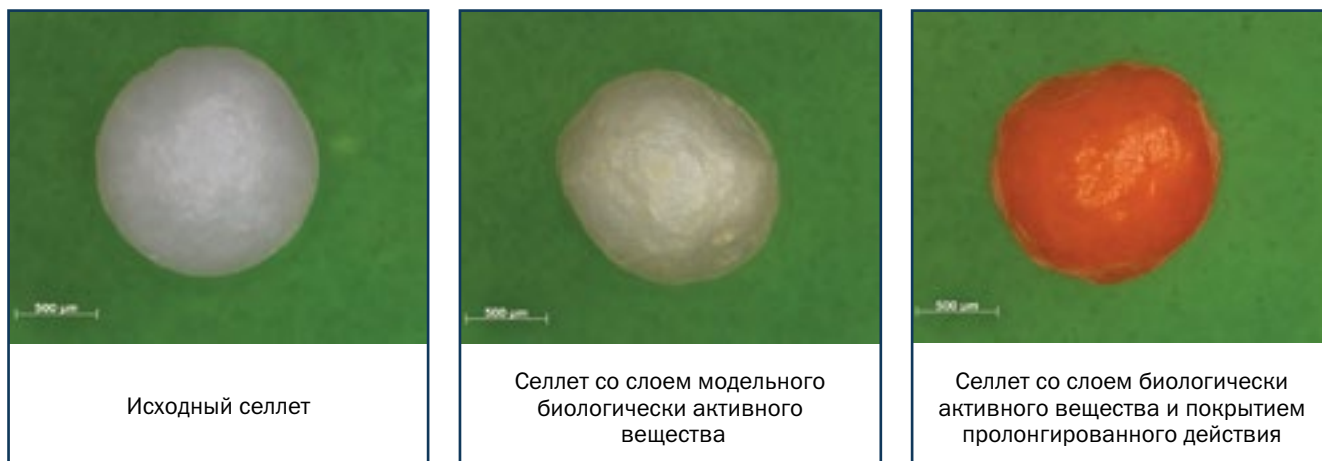 500 µm
500 µm
500 µm
Исходный селлет
Селлет со слоем модельного
биологически активного
вещества
Селлет со слоем биологически
активного вещества и покрытием
пролонгированного действия